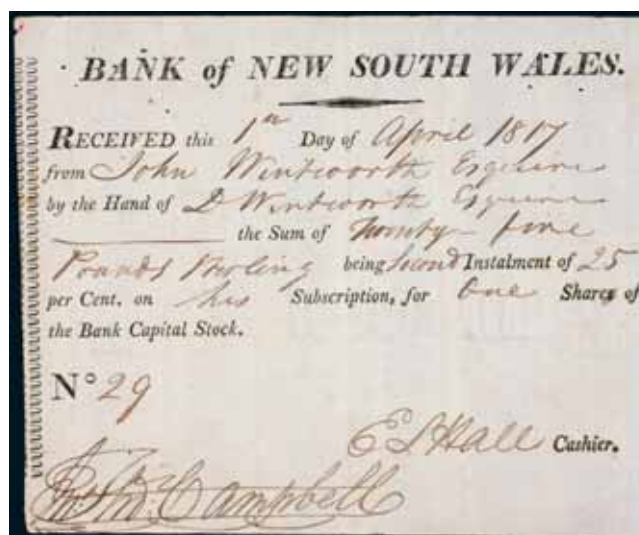 BANK of NEW SOUTH WALES.
RECEIVED this 1st Day of April 1817
from John Wentworth Esquire
by the Hand of D Wentworth Esquire
the Sum of Twenty five
Pounds Sterling being Second Instalment of 25
per Cent. on his Subscription, for One Shares of
the Bank Capital Stock.
No 29
E S Hall Cashier.
Campbell